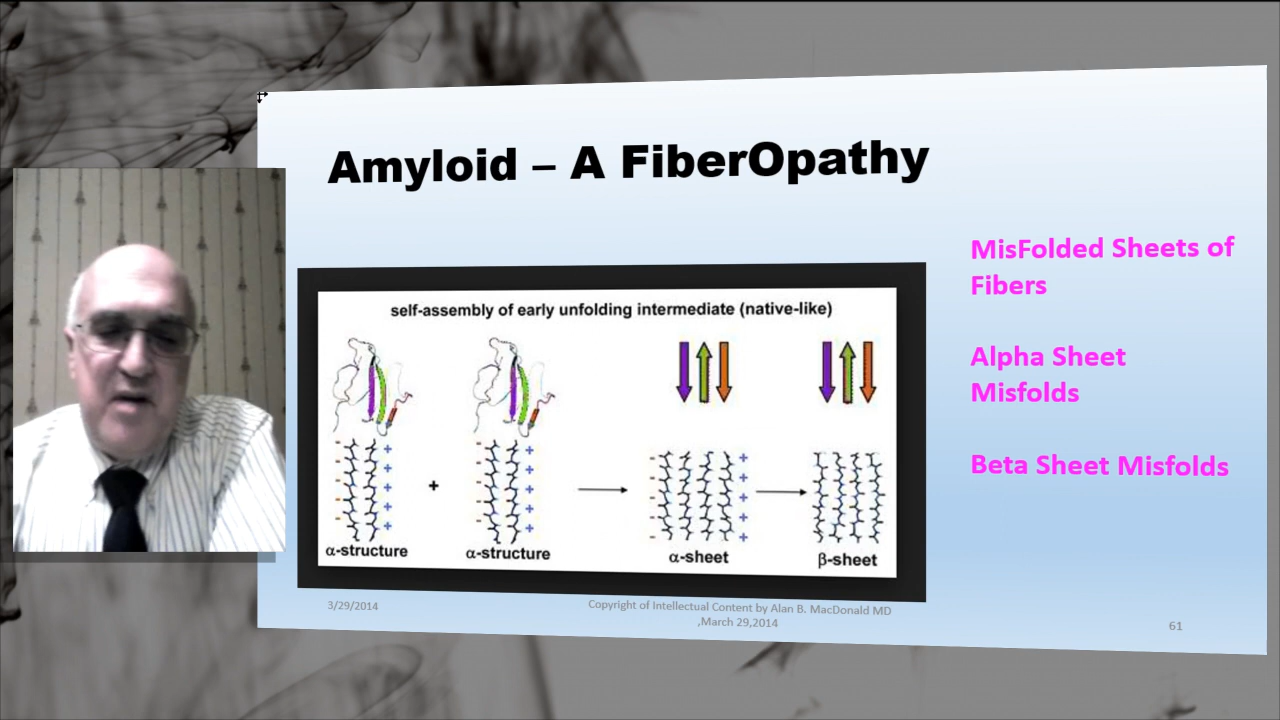 Amyloid – A FiberOpathy
MisFolded Sheets of
Fibers
Alpha Sheet
Misfolds
Beta Sheet Misfolds
self-assembly of early unfolding intermediate (native-like)
- + + - + → - + →
α-structure α-structure α-sheet β-sheet
3/29/2014
Copyright of Intellectual Content by Alan B. MacDonald MD
,March 29,2014
61